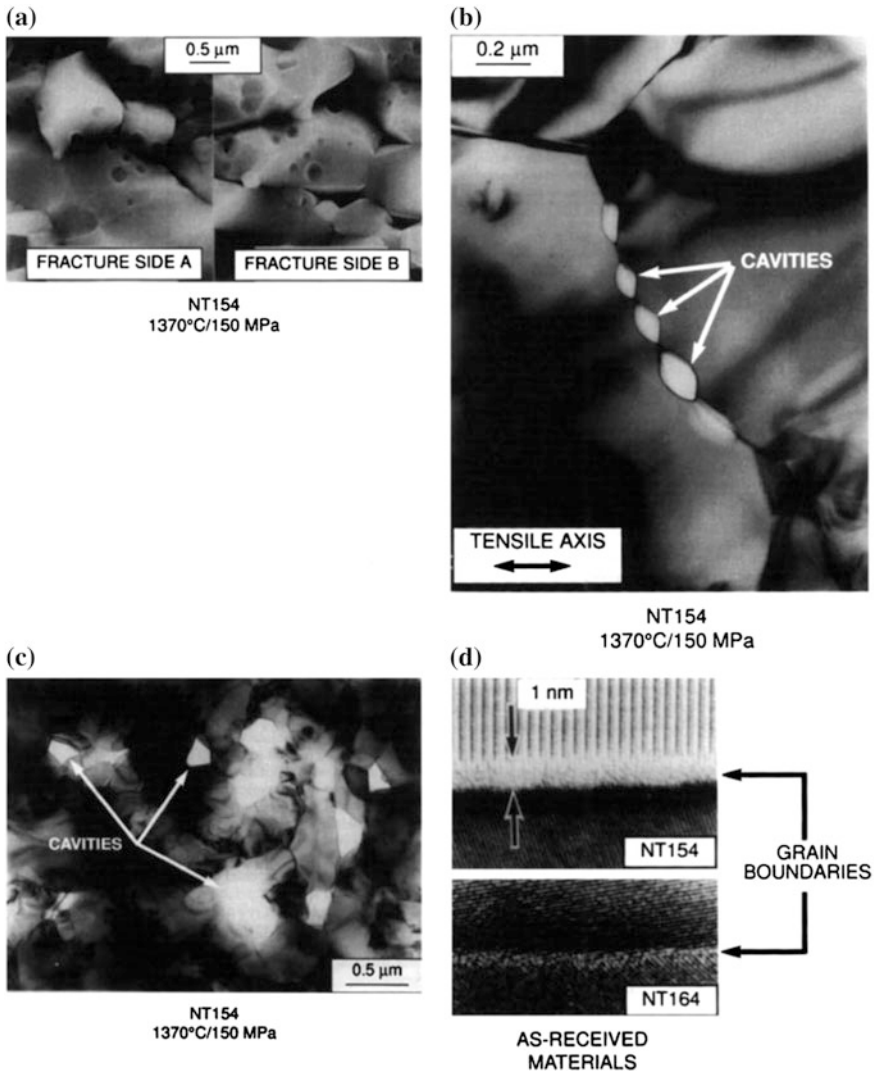 (a)
0.5 μm
FRACTURE SIDE A
FRACTURE SIDE B
NT154
1370°C/150 MPa
(b)
0.2 μm
CAVITIES
TENSILE AXIS
NT154
1370°C/150 MPa
(c)
CAVITIES
0.5 μm
NT154
1370°C/150 MPa
(d)
1 nm
NT154
GRAIN
BOUNDARIES
NT164
AS-RECEIVED
MATERIALS